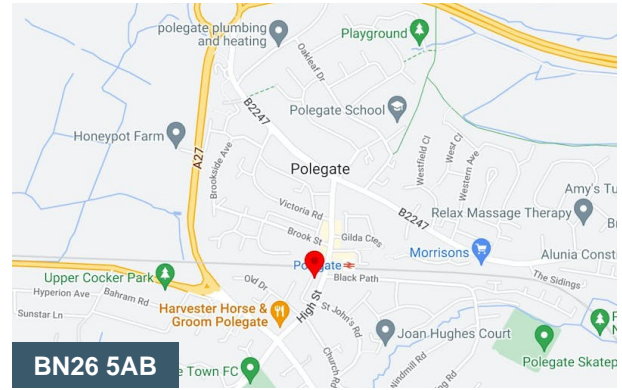 polegate plumbing
and heating
Playground
Oakleaf Dr
B2247
Polegate School
Honeypot Farm
A27
Brookside Ave
Westfield Cl
West Cl
Western Ave
Polegate
Amy's Tu
Victoria Rd
B2247
Relax Massage Therapy
Br
Brook St
Gilda Cres
Morrisons
Alunia Consti
Polegate
Upper Cocker Park
Old Dr
Black Path
The Sidings
Hyperion Ave
Bahram Rd
Harvester Horse &
Groom Polegate
High St
St John's Rd
Sunstar Ln
Joan Hughes Court
P
N
Church
Windmill Rd
Polegate Skatep
e Town FC
BN26 5AB